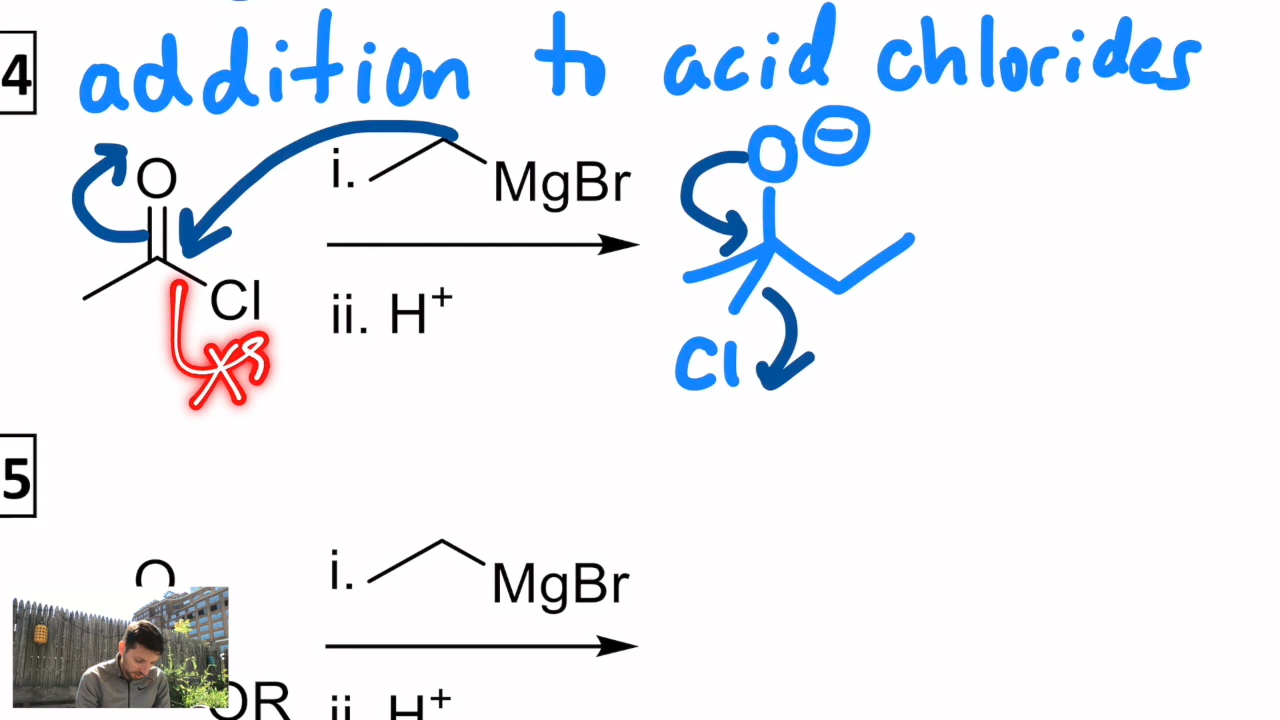 4
addition to acid chlorides
O
Cl
i.
MgBr
ii. H+
O ⊖
Cl
5
O
OR
i.
MgBr
ii. H+